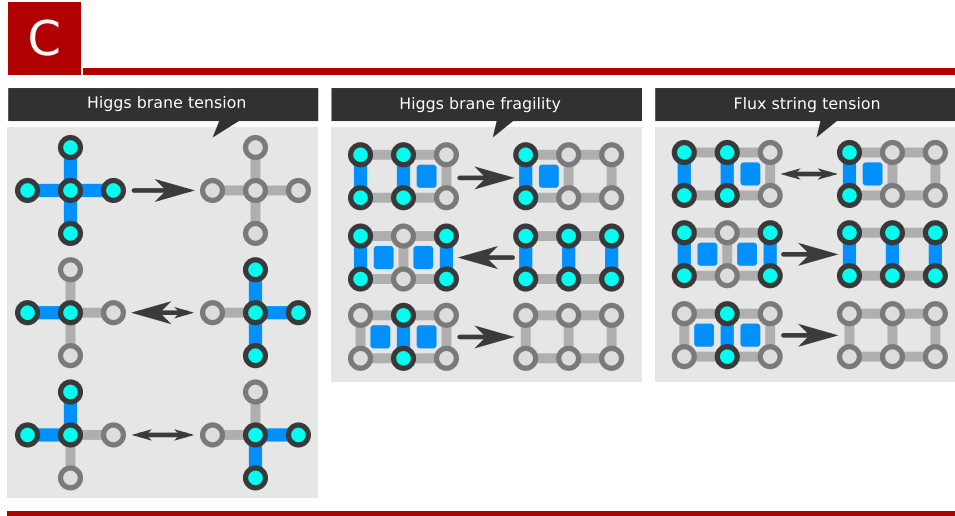 C
Higgs brane tension
Higgs brane fragility
Flux string tension